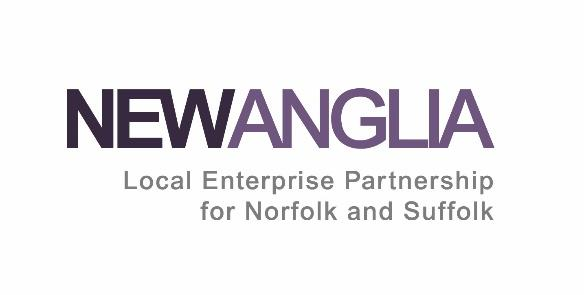 NEWANGLIA
Local Enterprise Partnership
for Norfolk and Suffolk